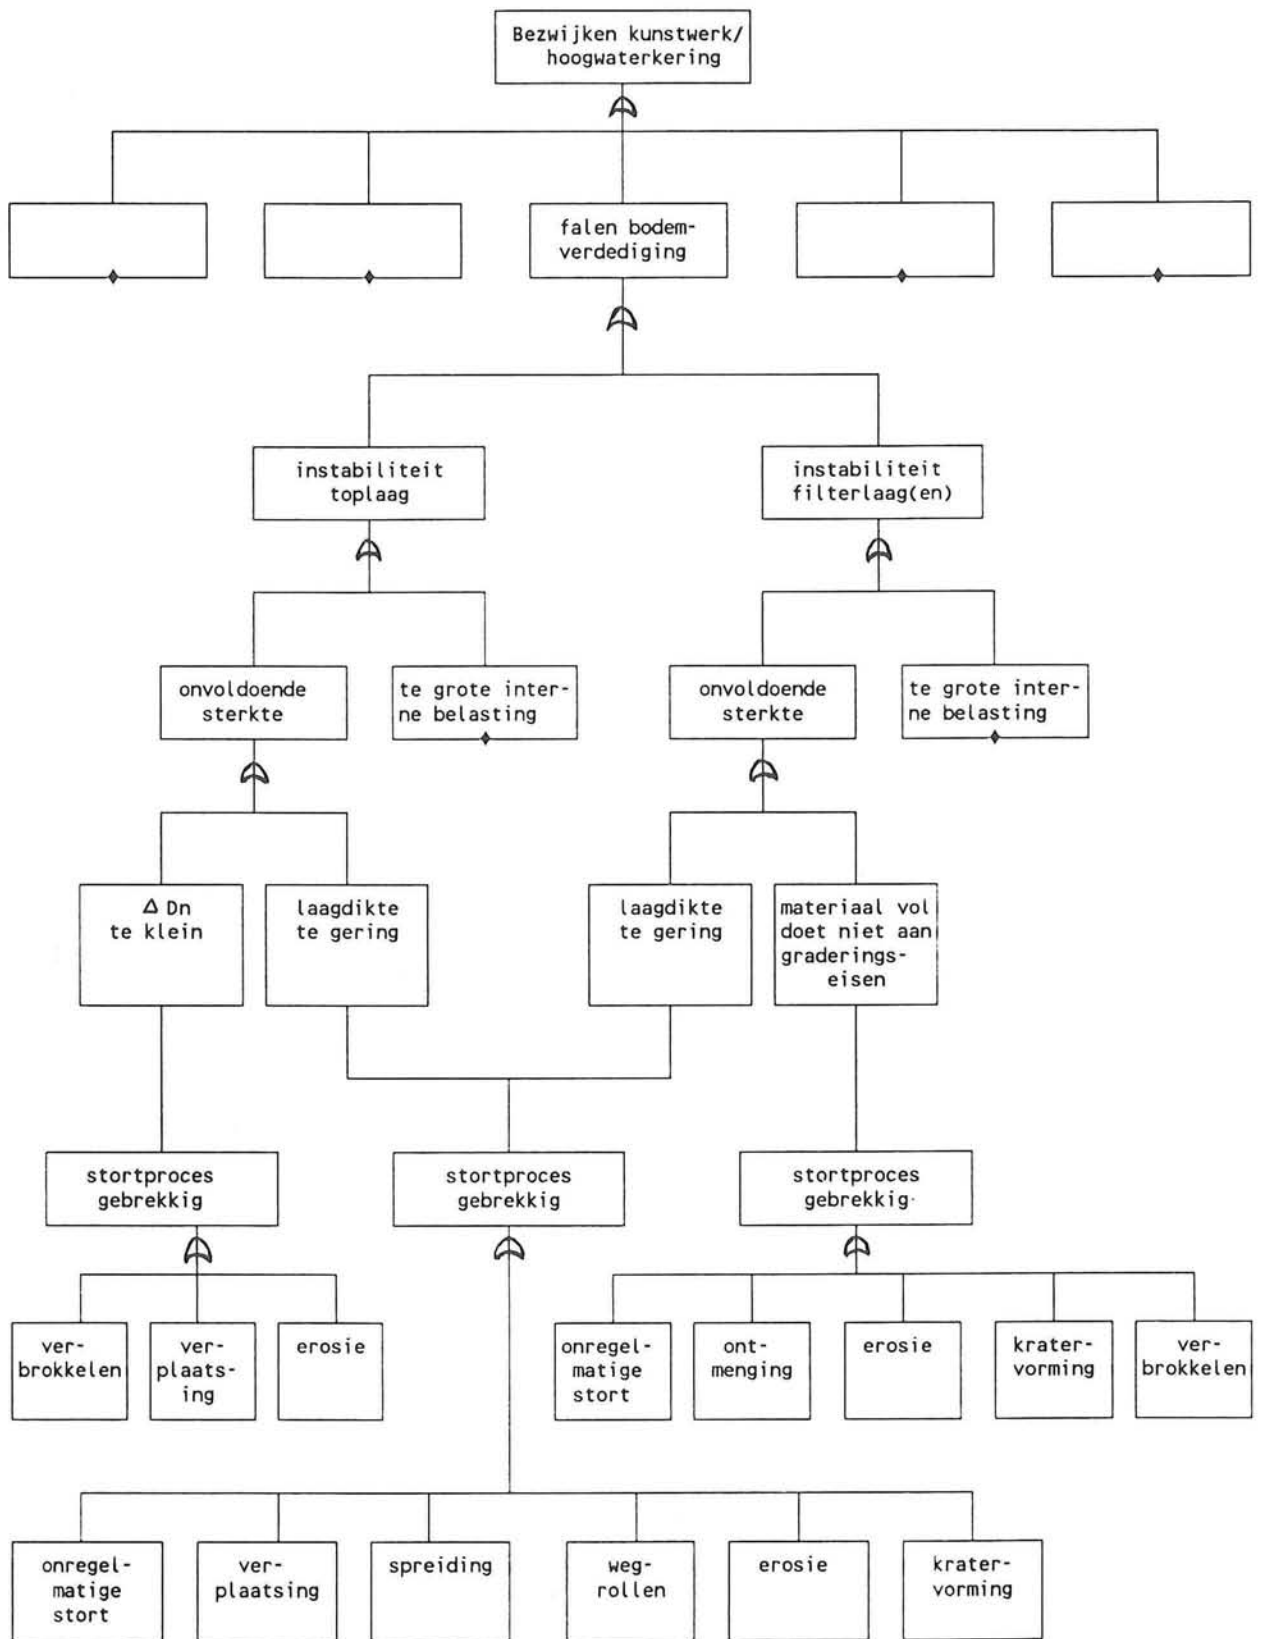 Bezwijken kunstwerk/
hoogwaterkering
falen bodem-
verdediging
instabiliteit
toplaag
instabiliteit
filterlaag(en)
onvoldoende
sterkte
te grote inter-
ne belasting
onvoldoende
sterkte
te grote inter-
ne belasting
Δ Dn
te klein
laagdikte
te gering
laagdikte
te gering
materiaal vol
doet niet aan
graderings-
eisen
stortproces
gebrekkig
stortproces
gebrekkig
stortproces
gebrekkig
ver-
brokkelen
ver-
plaats-
ing
erosie
onregel-
matige
stort
ont-
menging
erosie
krater-
vorming
ver-
brokkelen
onregel-
matige
stort
ver-
plaatsing
spreiding
weg-
rollen
erosie
krater-
vorming